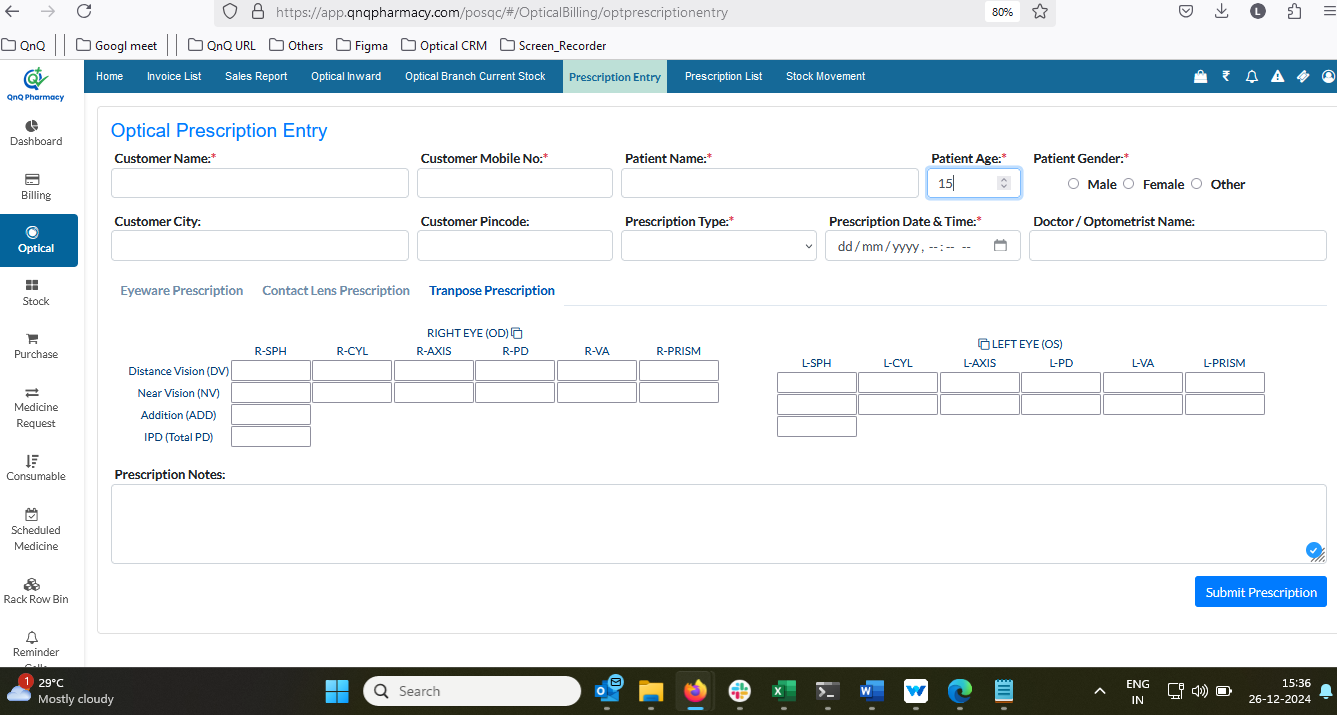 https://app.qnqpharmacy.com/posqc/#/OpticalBilling/optprescriptionentry
80%
L
QnQ
Googl meet
QnQ URL
Others
Figma
Optical CRM
Screen_Recorder
QnQ Pharmacy
Home
Invoice List
Sales Report
Optical Inward
Optical Branch Current Stock
Prescription Entry
Prescription List
Stock Movement
₹
Dashboard
Billing
Optical
Stock
Purchase
Medicine
Request
Consumable
Scheduled
Medicine
Rack Row Bin
Reminder
Optical Prescription Entry
Customer Name:*
Customer Mobile No:*
Patient Name:*
Patient Age:*
Patient Gender:*
15
Male
Female
Other
Customer City:
Customer Pincode:
Prescription Type:*
Prescription Date & Time:*
Doctor / Optometrist Name:
dd/mm/yyyy, --:-- --
Eyeware Prescription
Contact Lens Prescription
Tranpose Prescription
RIGHT EYE (OD)
R-SPH R-CYL R-AXIS R-PD R-VA R-PRISM
Distance Vision (DV)
Near Vision (NV)
Addition (ADD)
IPD (Total PD)
LEFT EYE (OS)
L-SPH L-CYL L-AXIS L-PD L-VA L-PRISM
Prescription Notes:
Submit Prescription
1
29°C
Mostly cloudy
Search
ENG
IN
15:36
26-12-2024